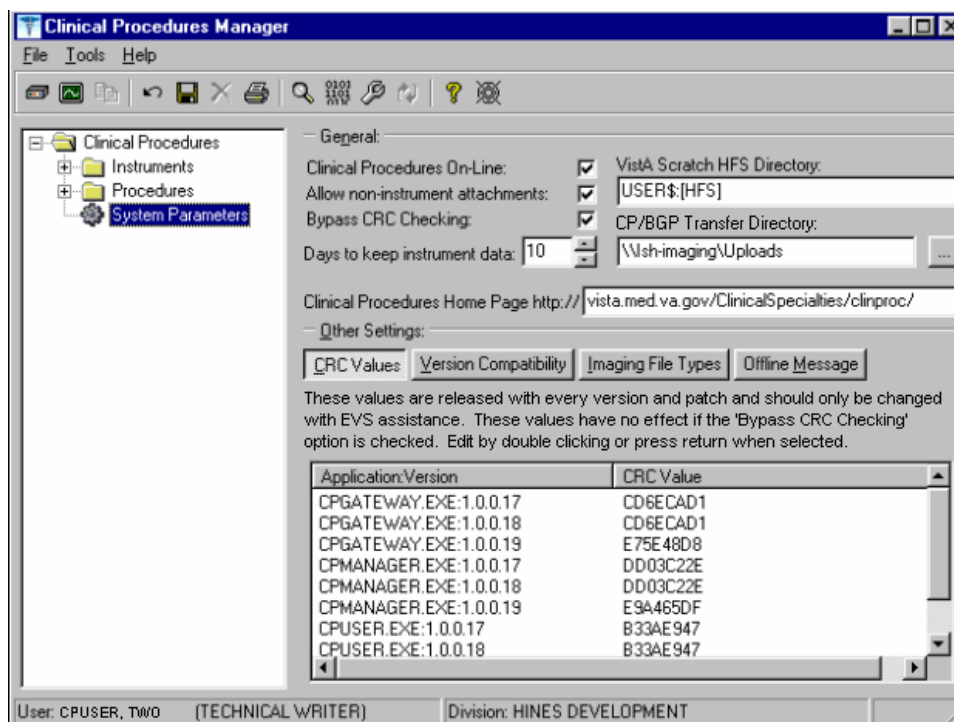 Clinical Procedures Manager
File Tools Help
Clinical Procedures
Instruments
Procedures
System Parameters
General:
Clinical Procedures On-Line:
Allow non-instrument attachments:
Bypass CRC Checking:
Days to keep instrument data: 10
VistA Scratch HFS Directory:
USER$:[HFS]
CP/BGP Transfer Directory:
\\Ish-imaging\Uploads ...
Clinical Procedures Home Page http:// vista.med.va.gov/ClinicalSpecialties/clinproc/
Other Settings:
CRC Values Version Compatibility Imaging File Types Offline Message
These values are released with every version and patch and should only be changed
with EVS assistance. These values have no effect if the 'Bypass CRC Checking'
option is checked. Edit by double clicking or press return when selected.
Application:Version CRC Value
CPGATEWAY.EXE:1.0.0.17 CD6ECAD1
CPGATEWAY.EXE:1.0.0.18 CD6ECAD1
CPGATEWAY.EXE:1.0.0.19 E75E48D8
CPMANAGER.EXE:1.0.0.17 DD03C22E
CPMANAGER.EXE:1.0.0.18 DD03C22E
CPMANAGER.EXE:1.0.0.19 E9A465DF
CPUSER.EXE:1.0.0.17 B33AE947
CPUSER.EXE:1.0.0.18 B33AE947
User: CPUSER, TWO (TECHNICAL WRITER) Division: HINES DEVELOPMENT